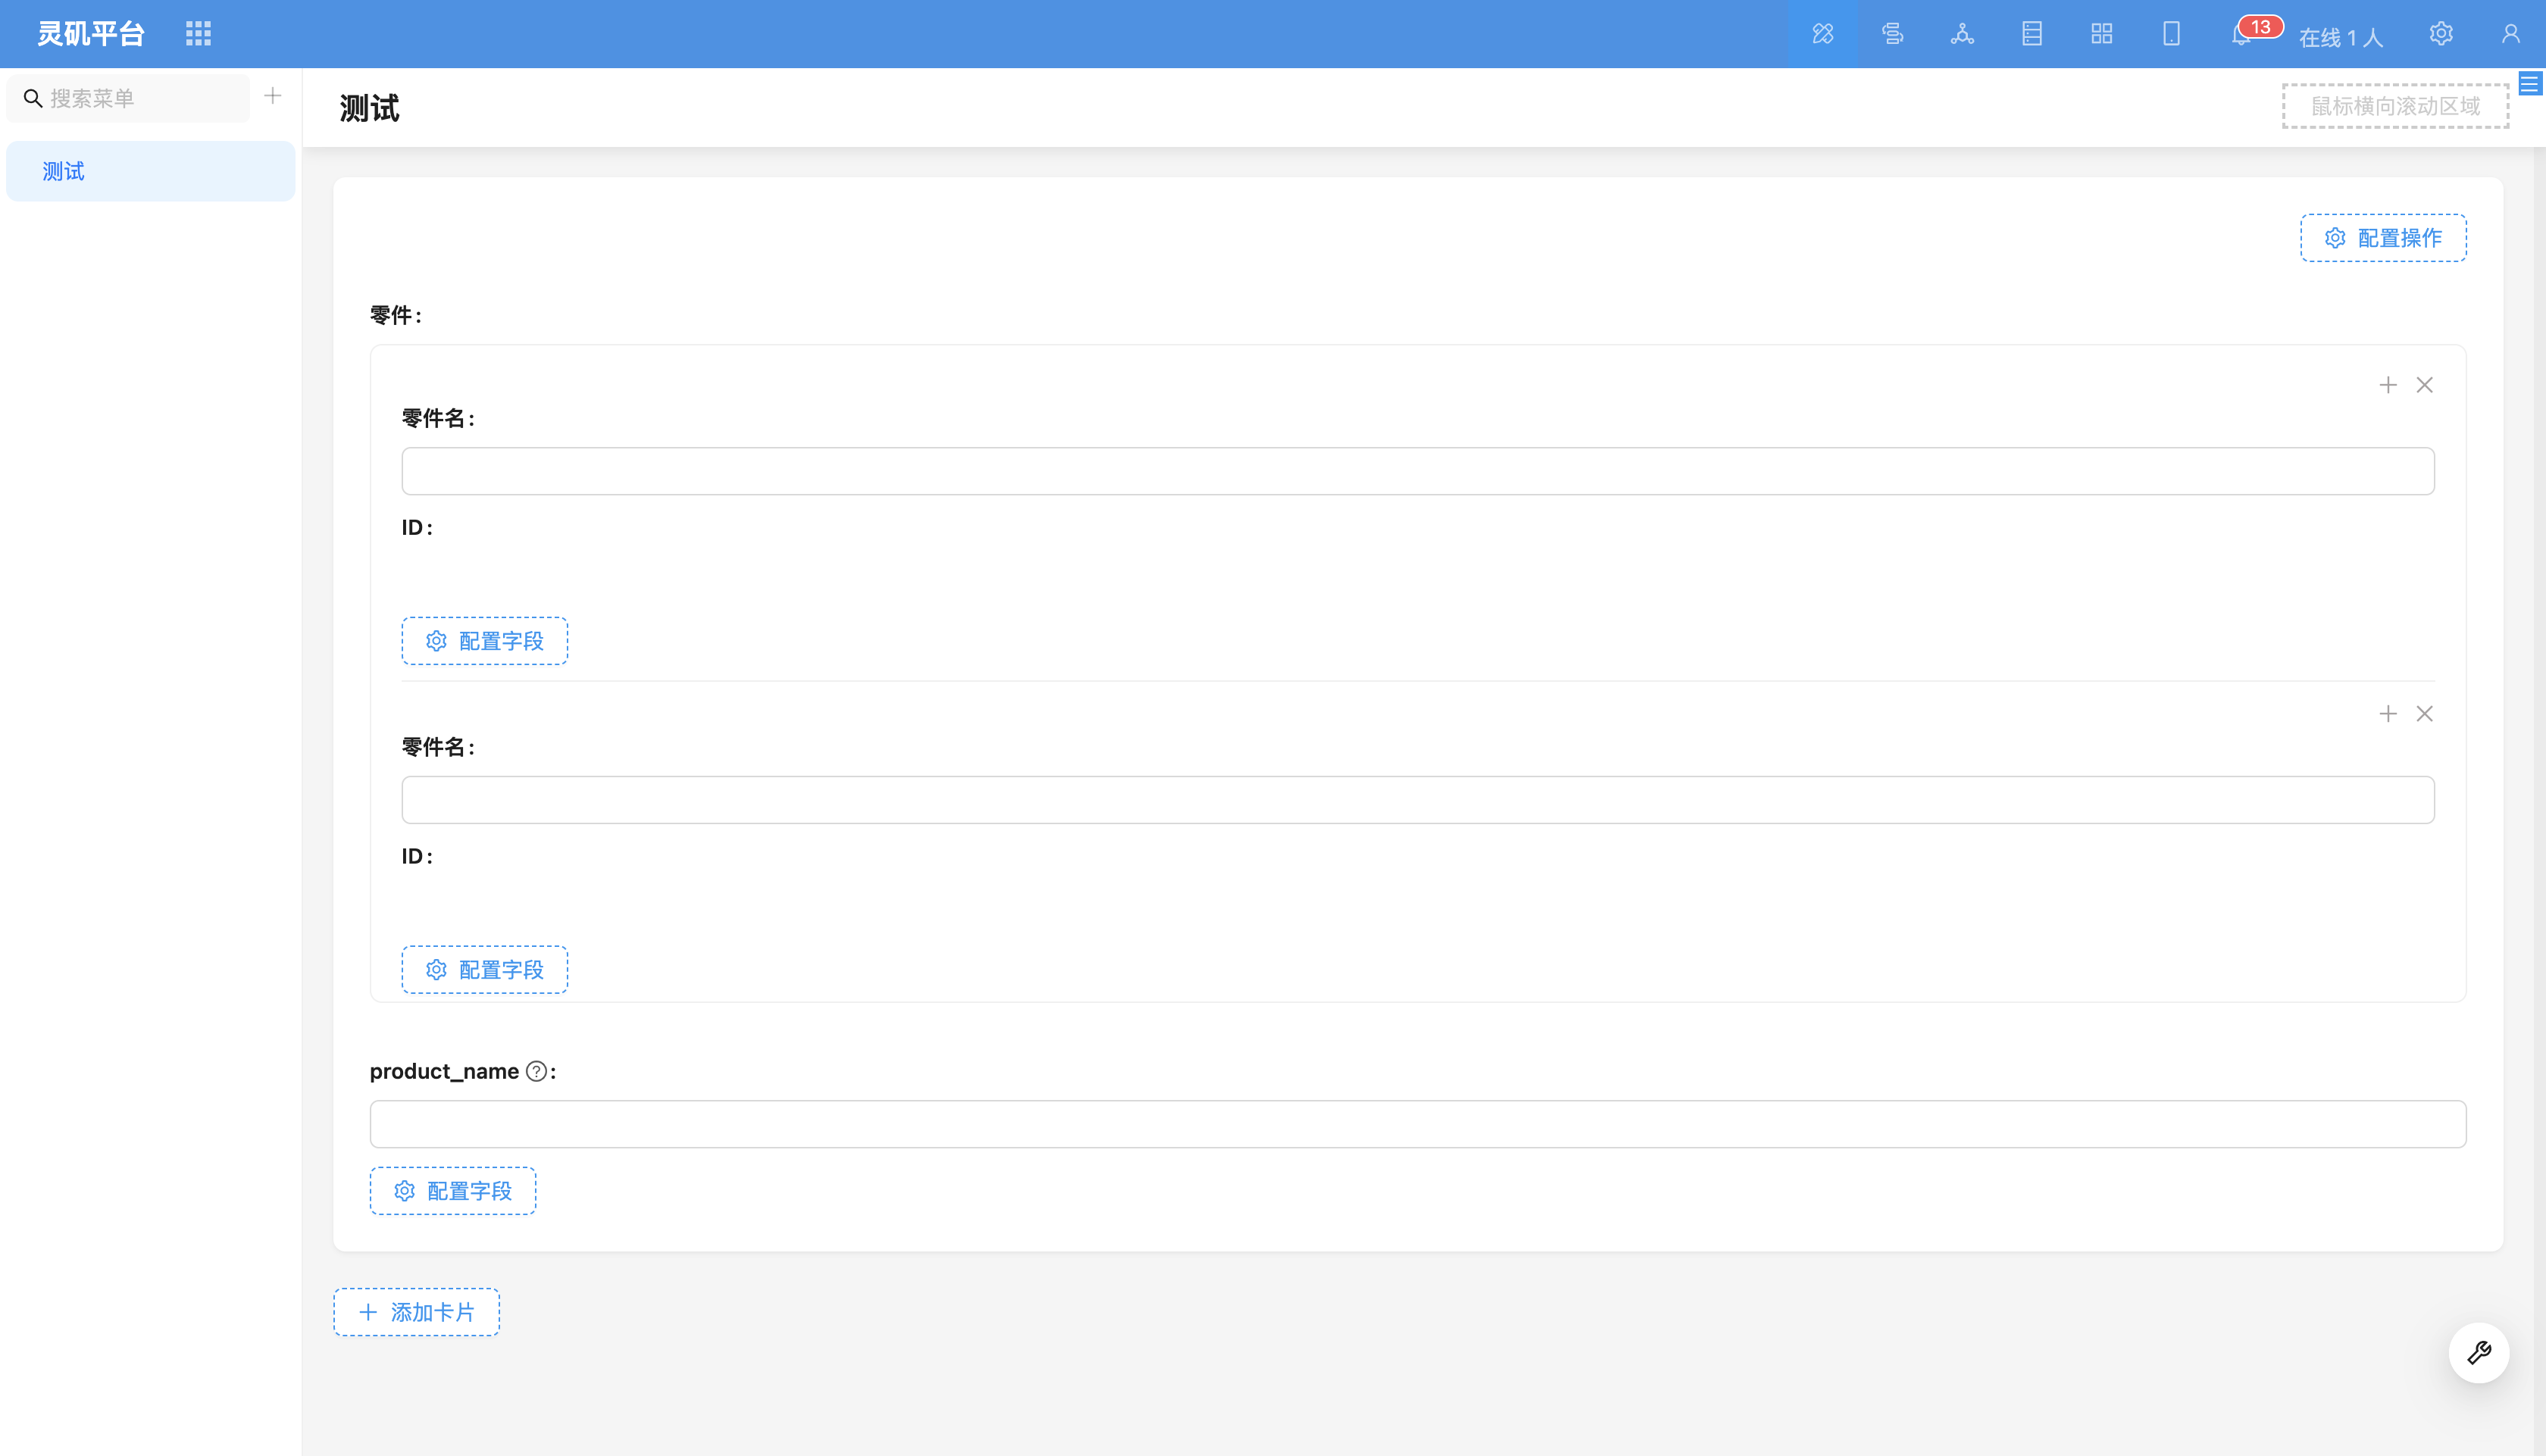 灵矶平台
13
在线 1 人
搜索菜单
测试
测试
鼠标横向滚动区域
配置操作
零件:
零件名:
ID:
配置字段
零件名:
ID:
配置字段
product_name ?:
配置字段
添加卡片